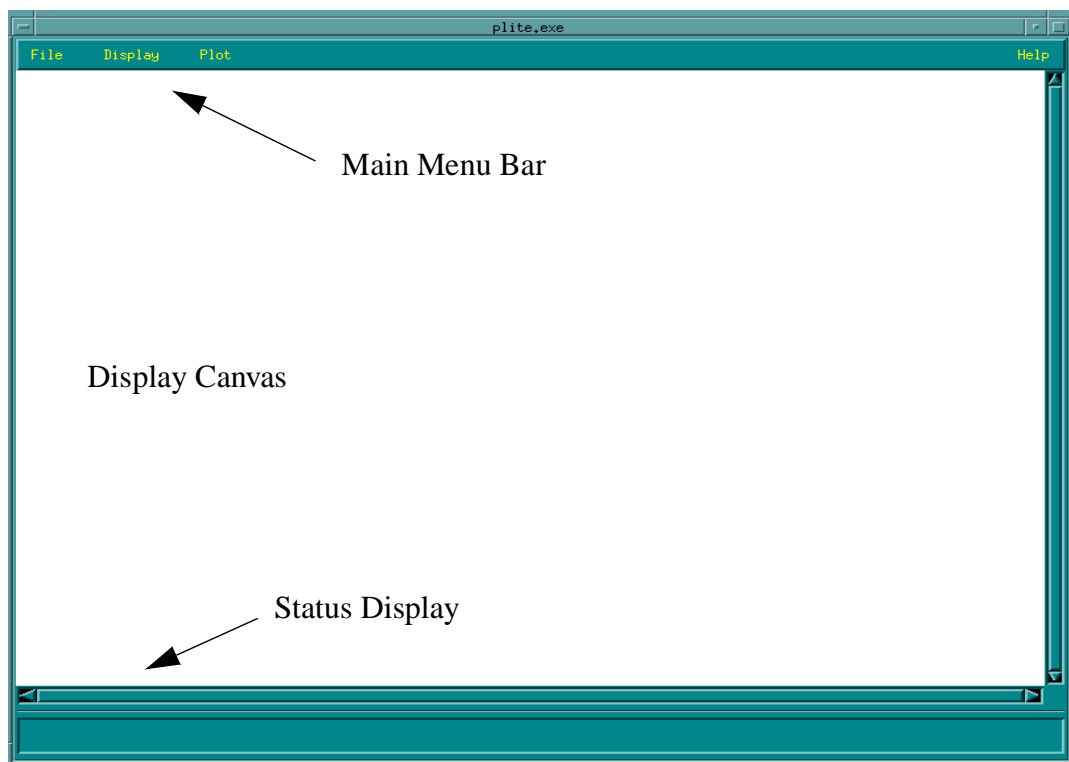 plite.exe
File Display Plot Help
Main Menu Bar
Display Canvas
Status Display